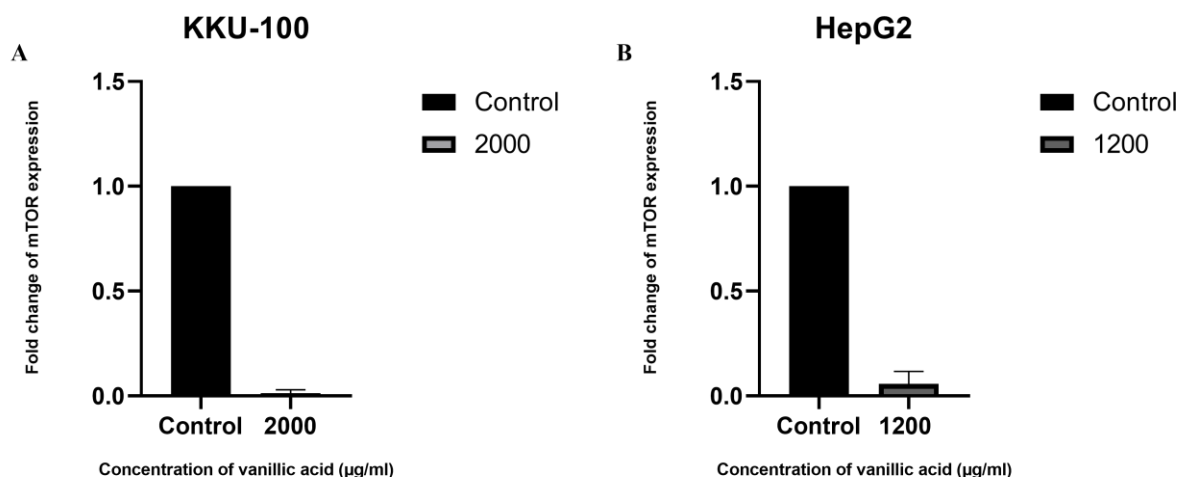 A
KKU-100
Fold change of mTOR expression
1.5
1.0
0.5
0.0
Control
2000
Control 2000
Concentration of vanillic acid (µg/ml)
B
HepG2
Fold change of mTOR expression
1.5
1.0
0.5
0.0
Control
1200
Control 1200
Concentration of vanillic acid (µg/ml)